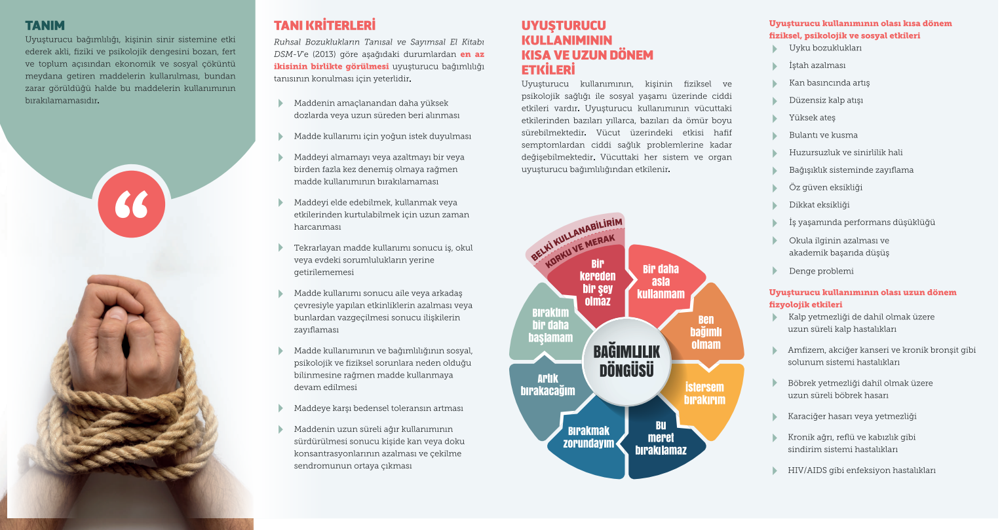 TANIM
Uyuşturucu bağımlılığı, kişinin sinir sistemine etki
ederek akli, fiziki ve psikolojik dengesini bozan, fert
ve toplum açısından ekonomik ve sosyal çöküntü
meydana getiren maddelerin kullanılması, bundan
zarar görüldüğü halde bu maddelerin kullanımının
bırakılamamasıdır.
“
TANI KRİTERLERİ
Ruhsal Bozuklukların Tanısal ve Sayımsal El Kitabı
DSM-V'e (2013) göre aşağıdaki durumlardan en az
ikisinin birlikte görülmesi uyuşturucu bağımlılığı
tanısının konulması için yeterlidir.
Maddenin amaçlanandan daha yüksek
dozlarda veya uzun süreden beri alınması
Madde kullanımı için yoğun istek duyulması
Maddeyi almamayı veya azaltmayı bir veya
birden fazla kez denemiş olmaya rağmen
madde kullanımının bırakılamaması
Maddeyi elde edebilmek, kullanmak veya
etkilerinden kurtulabilmek için uzun zaman
harcanması
Tekrarlayan madde kullanımı sonucu iş, okul
veya evdeki sorumlulukların yerine
getirilememesi
Madde kullanımı sonucu aile veya arkadaş
çevresiyle yapılan etkinliklerin azalması veya
bunlardan vazgeçilmesi sonucu ilişkilerin
zayıflaması
Madde kullanımının ve bağımlılığının sosyal,
psikolojik ve fiziksel sorunlara neden olduğu
bilinmesine rağmen madde kullanmaya
devam edilmesi
Maddeye karşı bedensel toleransın artması
Maddenin uzun süreli ağır kullanımının
sürdürülmesi sonucu kişide kan veya doku
konsantrasyonlarının azalması ve çekilme
sendromunun ortaya çıkması
UYUŞTURUCU
KULLANIMININ
KISA VE UZUN DÖNEM
ETKİLERİ
Uyuşturucu kullanımının, kişinin fiziksel ve
psikolojik sağlığı ile sosyal yaşamı üzerinde ciddi
etkileri vardır. Uyuşturucu kullanımının vücuttaki
etkilerinden bazıları yıllarca, bazıları da ömür boyu
sürebilmektedir. Vücut üzerindeki etkisi hafif
semptomlardan ciddi sağlık problemlerine kadar
değişebilmektedir. Vücuttaki her sistem ve organ
uyuşturucu bağımlılığından etkilenir.
BELKİ KULLANABİLİRİM
KORKU VE MERAK
Bir
kereden
bir şey
olmaz
Bir daha
asla
kullanmam
Ben
bağımlı
olmam
İstersem
bırakırım
Bu
meret
bırakılamaz
Bırakmak
zorundayım
Artık
bırakacağım
Bıraktım
bir daha
başlamam
BAĞIMLILIK
DÖNGÜSÜ
Uyuşturucu kullanımının olası kısa dönem
fiziksel, psikolojik ve sosyal etkileri
Uyku bozuklukları
İştah azalması
Kan basıncında artış
Düzensiz kalp atışı
Yüksek ateş
Bulantı ve kusma
Huzursuzluk ve sinirlilik hali
Bağışıklık sisteminde zayıflama
Öz güven eksikliği
Dikkat eksikliği
İş yaşamında performans düşüklüğü
Okula ilginin azalması ve
akademik başarıda düşüş
Denge problemi
Uyuşturucu kullanımının olası uzun dönem
fizyolojik etkileri
Kalp yetmezliği de dahil olmak üzere
uzun süreli kalp hastalıkları
Amfizem, akciğer kanseri ve kronik bronşit gibi
solunum sistemi hastalıkları
Böbrek yetmezliği dahil olmak üzere
uzun süreli böbrek hasarı
Karaciğer hasarı veya yetmezliği
Kronik ağrı, reflü ve kabızlık gibi
sindirim sistemi hastalıkları
HIV/AIDS gibi enfeksiyon hastalıkları